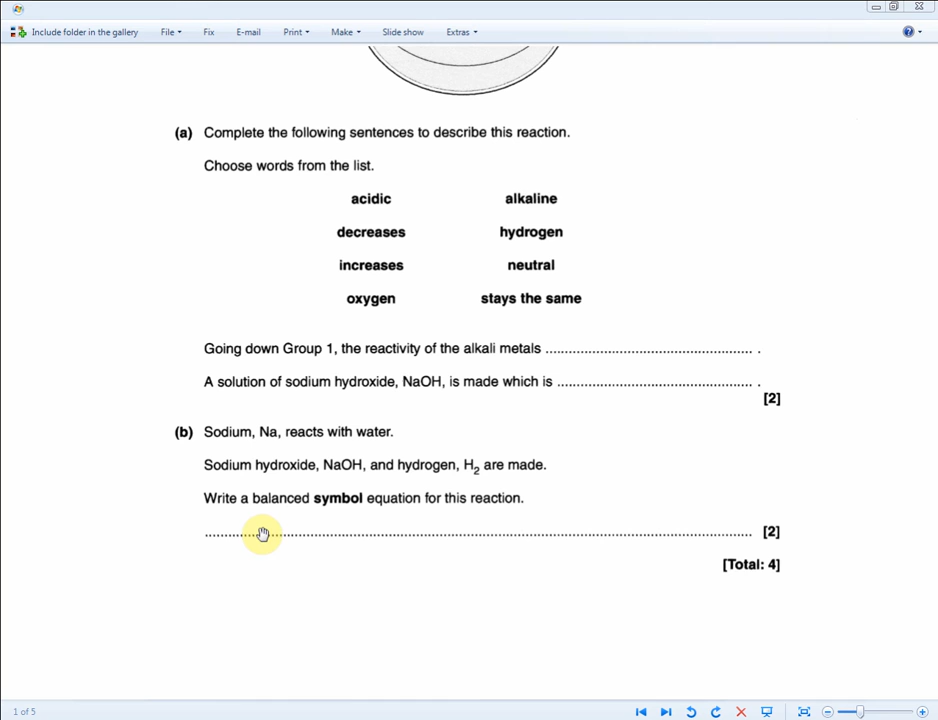 Include folder in the gallery File Fix E-mail Print Make Slide show Extras
(a) Complete the following sentences to describe this reaction.
Choose words from the list.
acidic alkaline
decreases hydrogen
increases neutral
oxygen stays the same
Going down Group 1, the reactivity of the alkali metals .................................................... .
A solution of sodium hydroxide, NaOH, is made which is .................................................. .
[2]
(b) Sodium, Na, reacts with water.
Sodium hydroxide, NaOH, and hydrogen, H₂ are made.
Write a balanced symbol equation for this reaction.
............................................................................................................................................ [2]
[Total: 4]
1 of 5